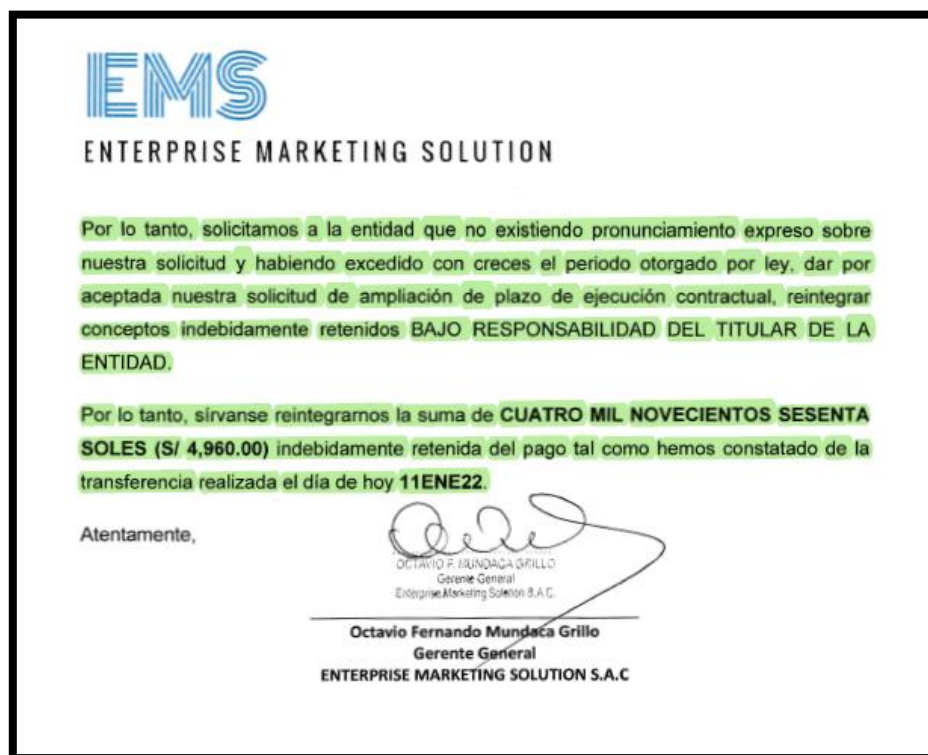 EMS
ENTERPRISE MARKETING SOLUTION
Por lo tanto, solicitamos a la entidad que no existiendo pronunciamiento expreso sobre
nuestra solicitud y habiendo excedido con creces el periodo otorgado por ley, dar por
aceptada nuestra solicitud de ampliación de plazo de ejecución contractual, reintegrar
conceptos indebidamente retenidos BAJO RESPONSABILIDAD DEL TITULAR DE LA
ENTIDAD.
Por lo tanto, sírvanse reintegrarnos la suma de CUATRO MIL NOVECIENTOS SESENTA
SOLES (S/ 4,960.00) indebidamente retenida del pago tal como hemos constatado de la
transferencia realizada el día de hoy 11ENE22.
Atentamente,
OCTAVIO F. MUNDACA GRILLO
Gerente General
Enterprise Marketing Solution S.A.C.
Octavio Fernando Mundaca Grillo
Gerente General
ENTERPRISE MARKETING SOLUTION S.A.C